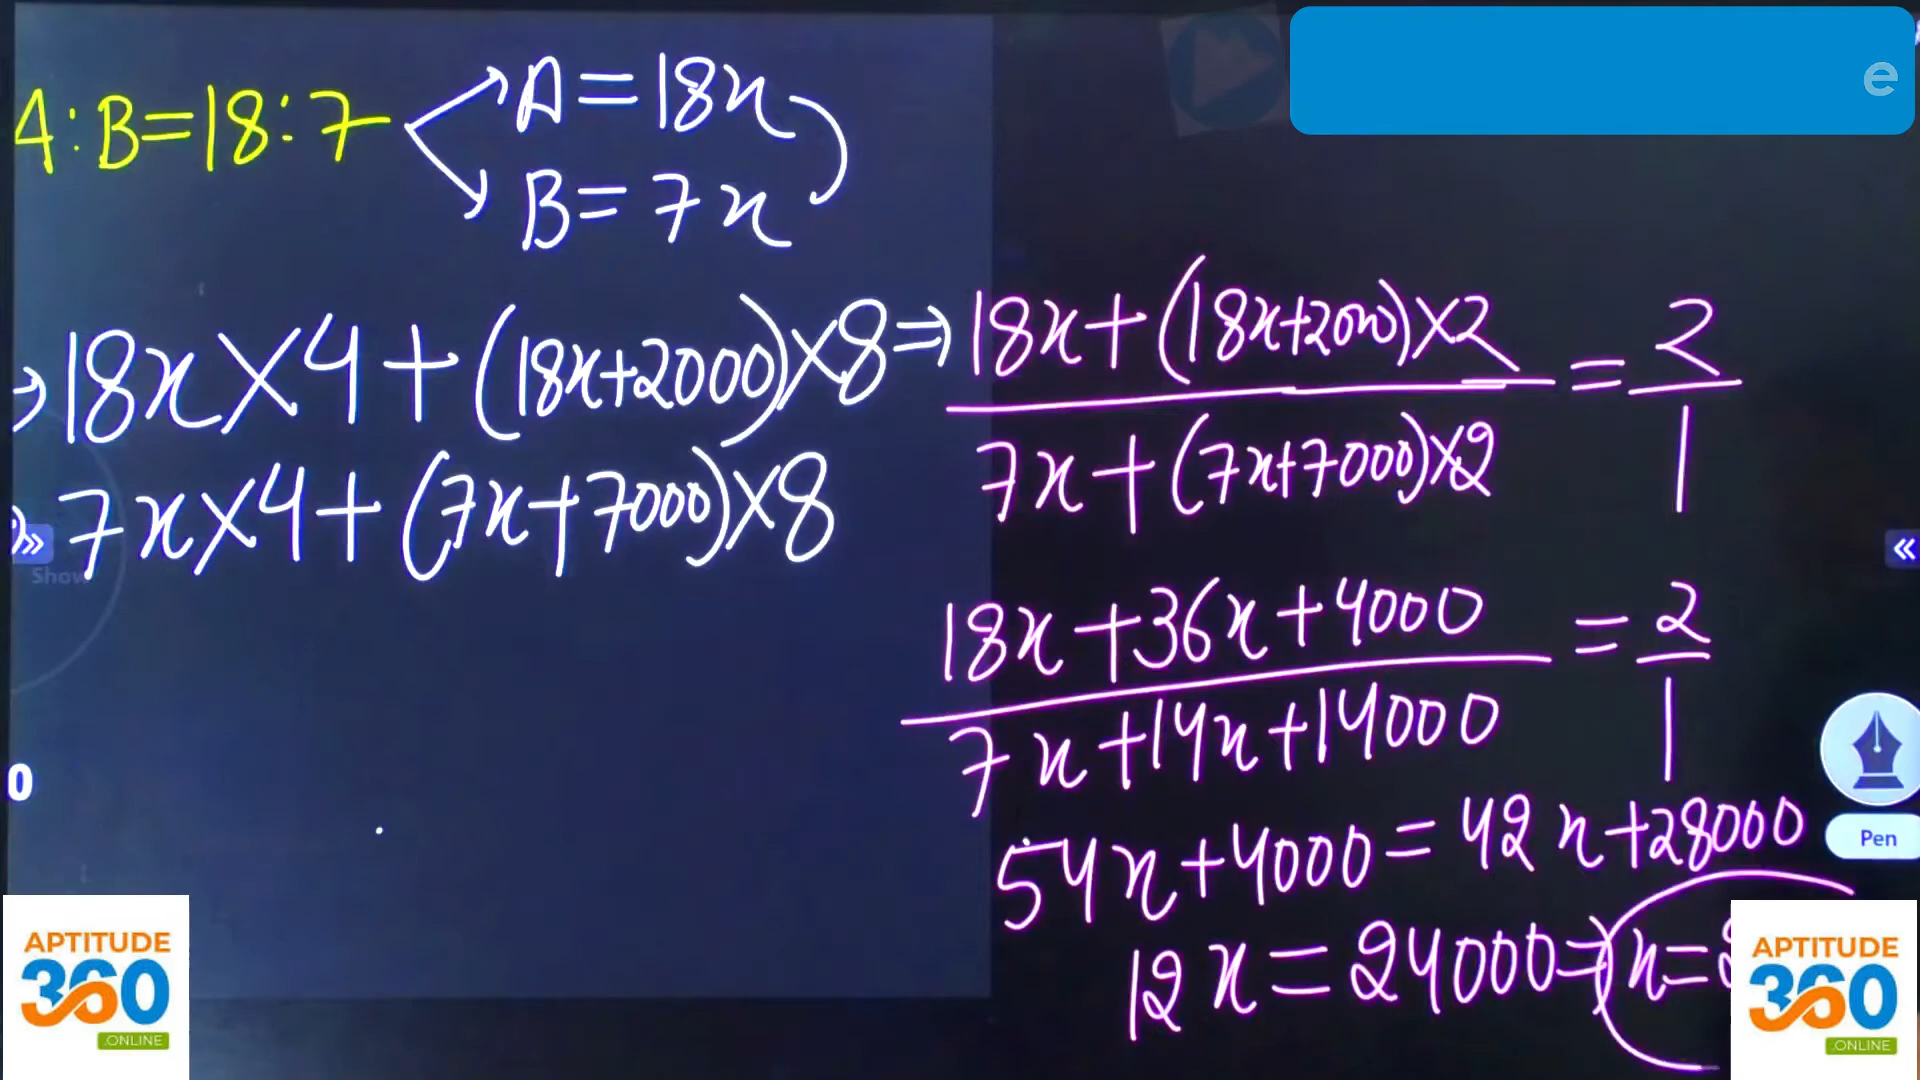 A:B=18:7
A=18x
B=7x
18x×4+(18x+2000)×8⇒
7x×4+(7x+7000)×8
18x+(18x+2000)×2 = 2
7x+(7x+7000)×2   1
18x+36x+4000 = 2
7x+14x+14000   1
54x+4000=42x+28000
12x=24000⇒x=
0
Show
Pen
e
APTITUDE
360
.ONLINE
APTITUDE
360
.ONLINE